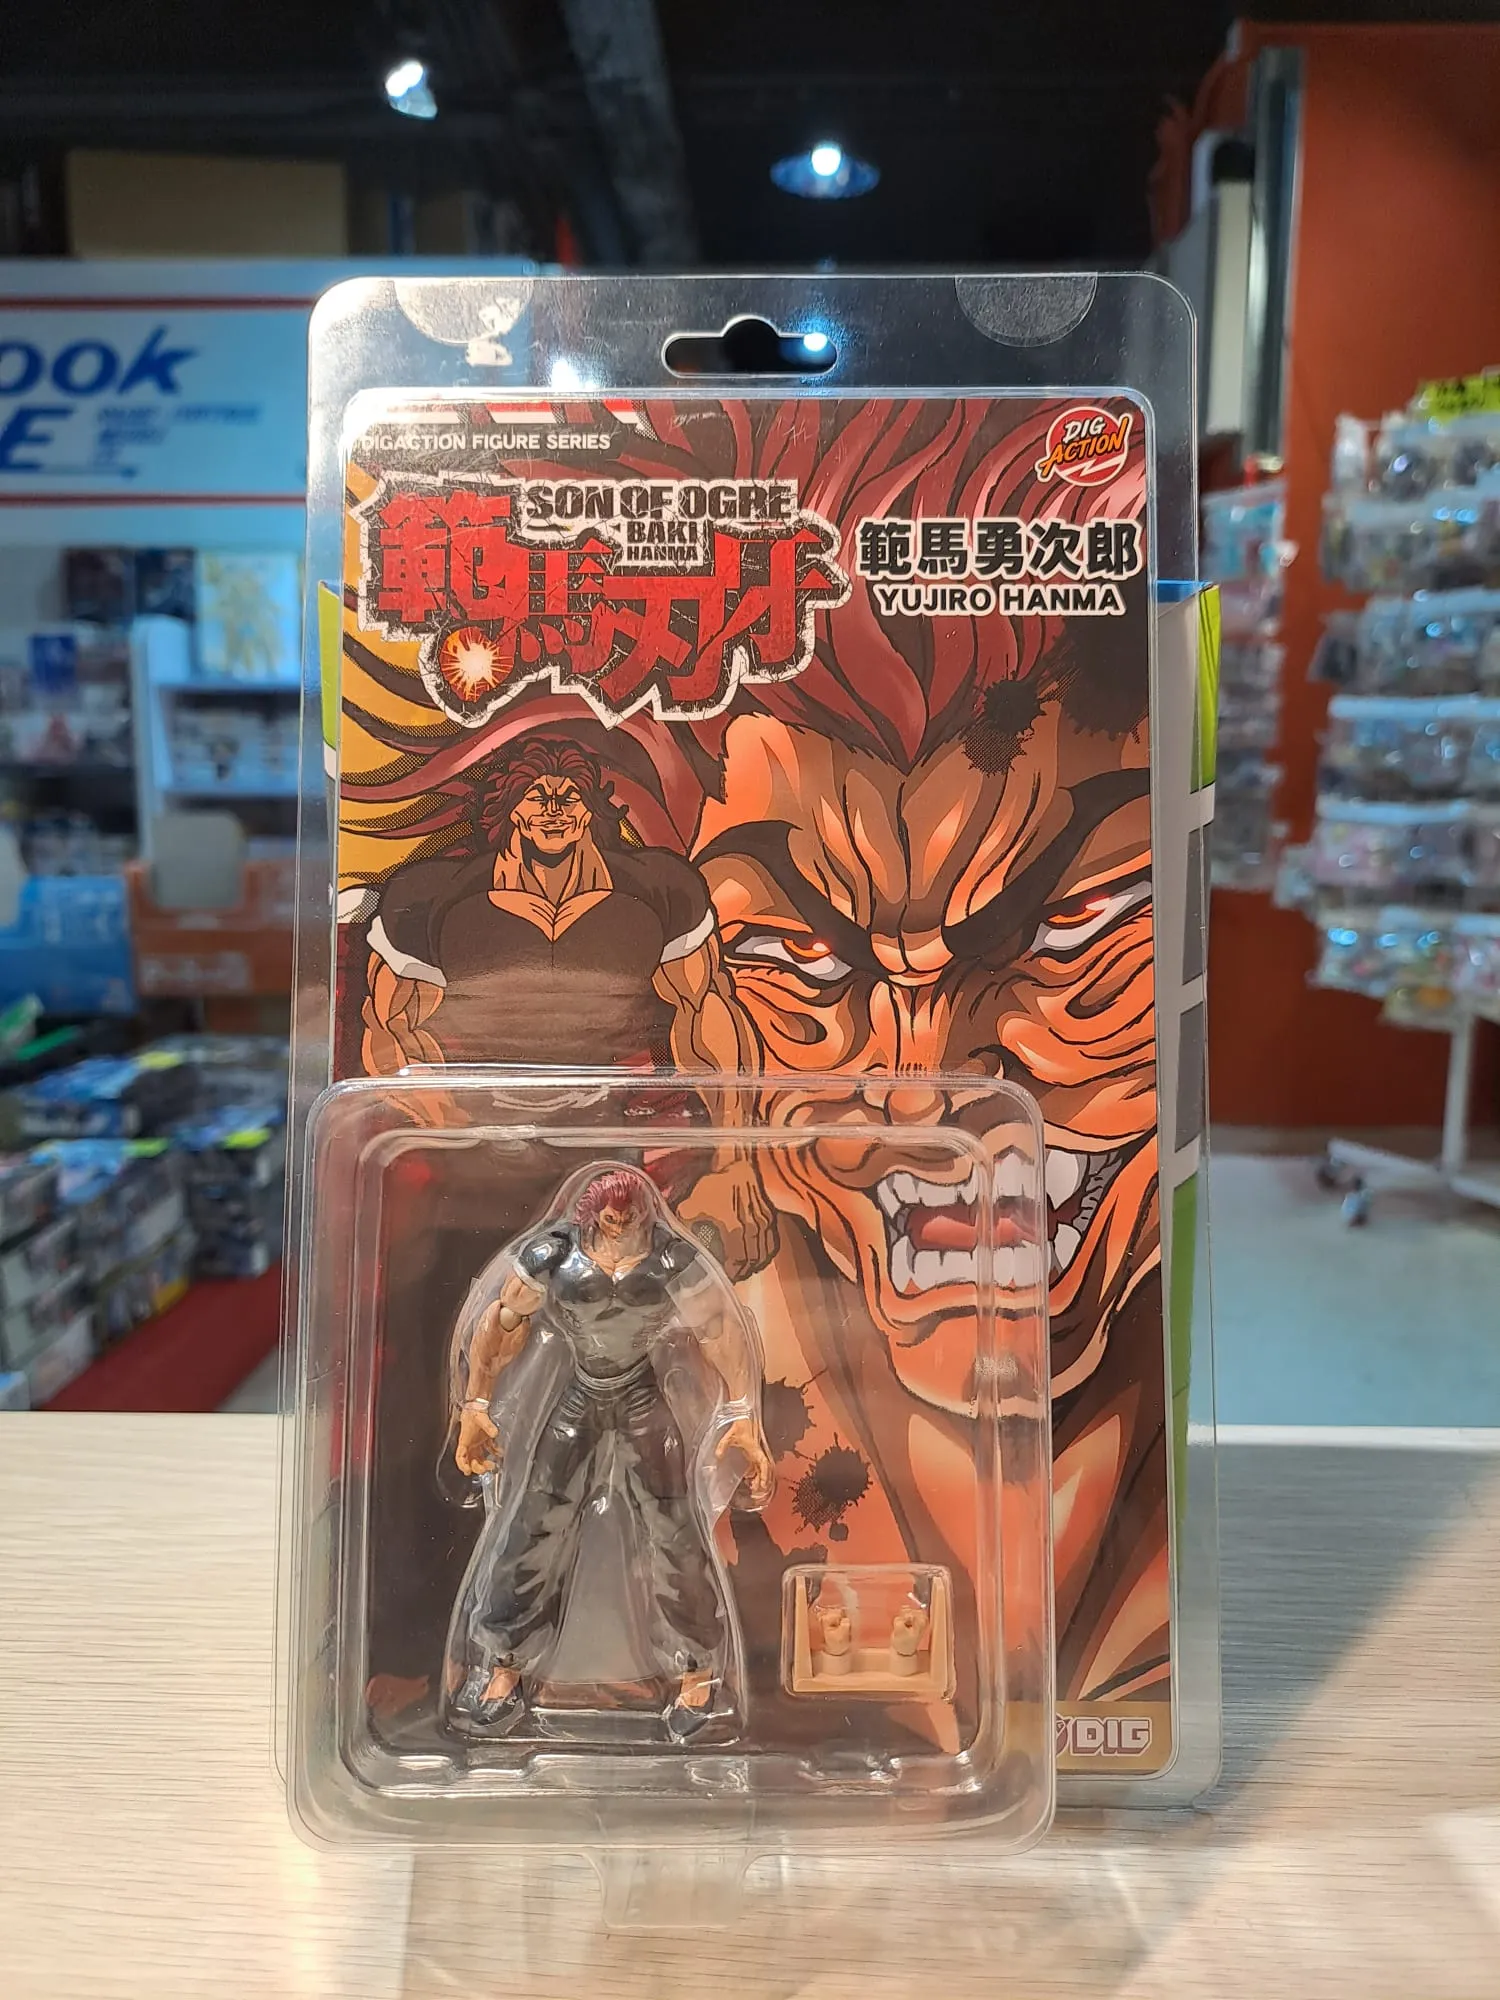 ook
E
DIGACTION FIGURE SERIES
DIG
ACTION
SON OF OGRE
BAKI
HANMA
範馬刃牙
範馬勇次郎
YUJIRO HANMA
DIG